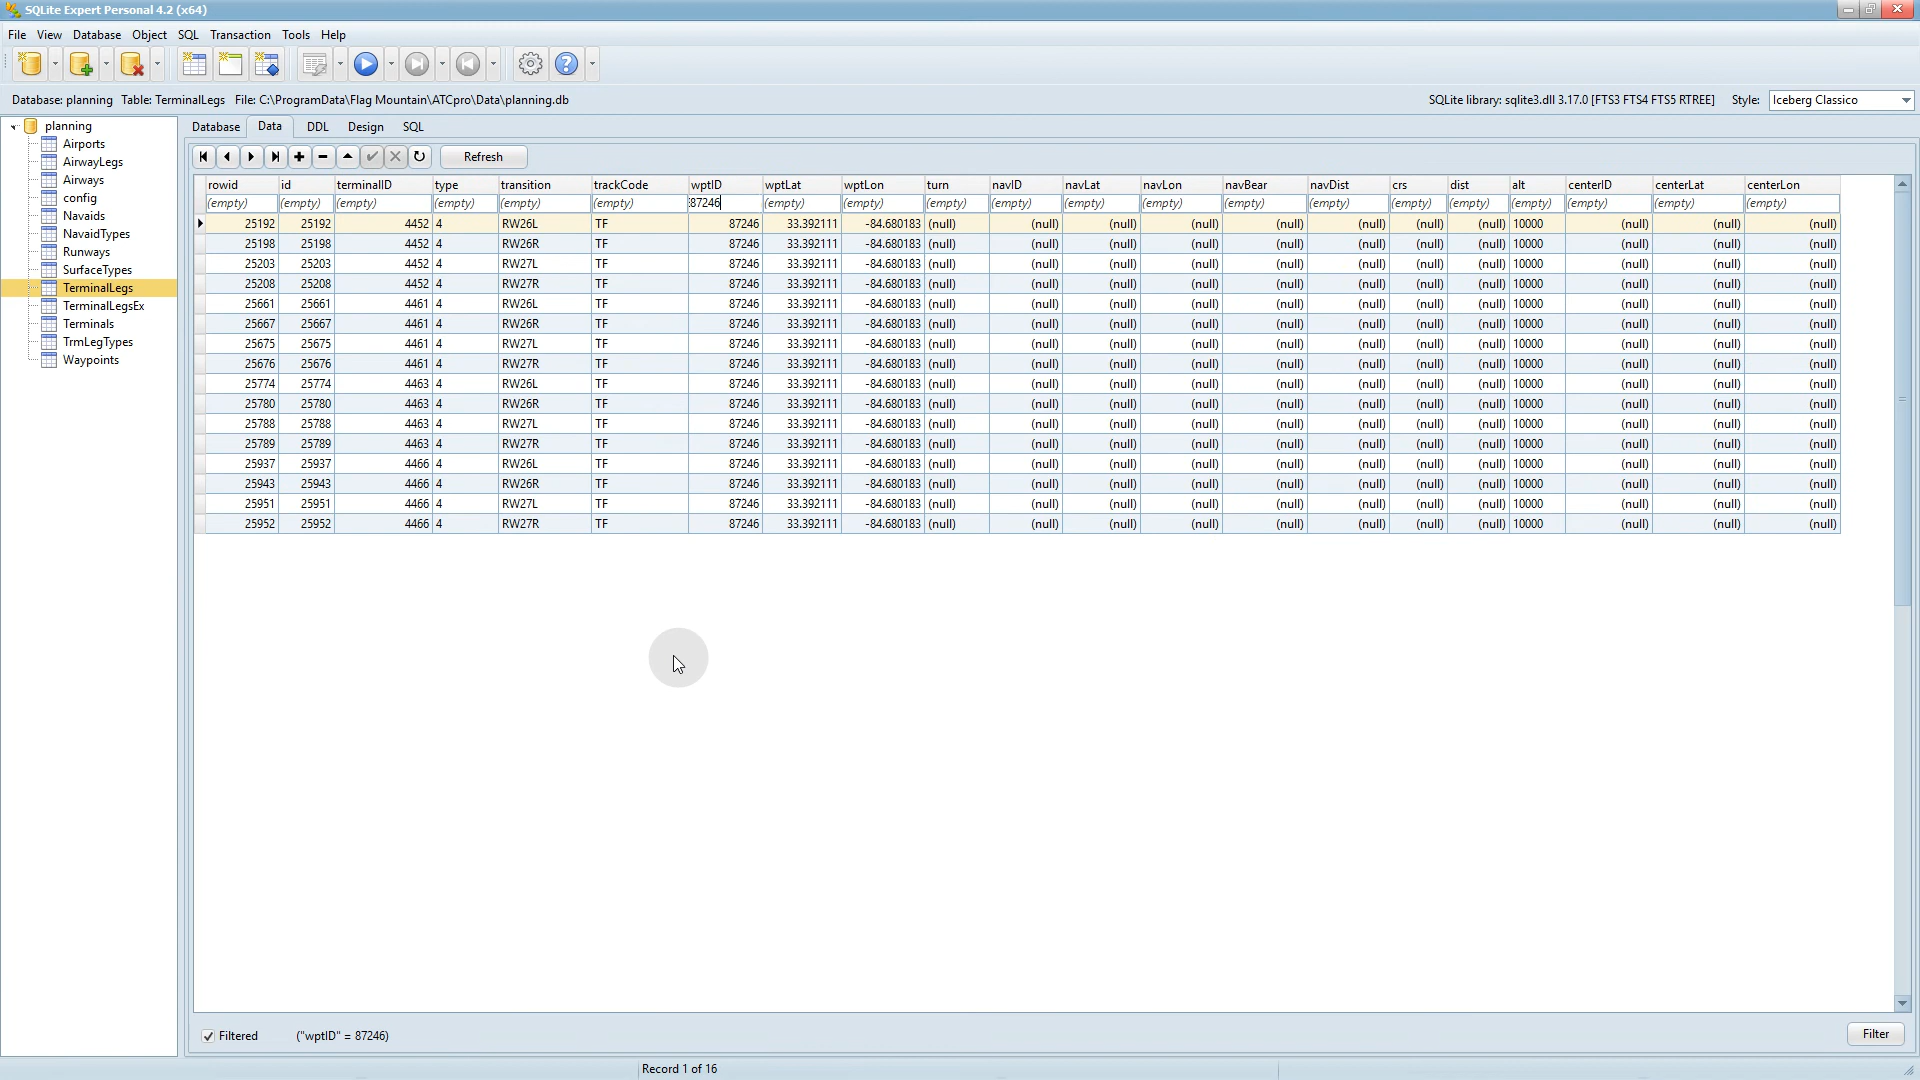 SQLite Expert Personal 4.2 (x64)
File View Database Object SQL Transaction Tools Help
Database: planning Table: TerminalLegs File: C:\ProgramData\Flag Mountain\ATCpro\Data\planning.db SQLite library: sqlite3.dll 3.17.0 [FTS3 FTS4 FTS5 RTREE] Style: Iceberg Classico
planning
Airports
AirwayLegs
Airways
config
Navaids
NavaidTypes
Runways
SurfaceTypes
TerminalLegs
TerminalLegsEx
Terminals
TrmLegTypes
Waypoints
Database Data DDL Design SQL
Refresh
rowid id terminalID type transition trackCode wptID wptLat wptLon turn navID navLat navLon navBear navDist crs dist alt centerID centerLat centerLon
(empty) (empty) (empty) (empty) (empty) (empty) 87246 (empty) (empty) (empty) (empty) (empty) (empty) (empty) (empty) (empty) (empty) (empty) (empty) (empty) (empty)
25192 25192 4452 4 RW26L TF 87246 33.392111 -84.680183 (null) (null) (null) (null) (null) (null) (null) (null) 10000 (null) (null) (null)
25198 25198 4452 4 RW26R TF 87246 33.392111 -84.680183 (null) (null) (null) (null) (null) (null) (null) (null) 10000 (null) (null) (null)
25203 25203 4452 4 RW27L TF 87246 33.392111 -84.680183 (null) (null) (null) (null) (null) (null) (null) (null) 10000 (null) (null) (null)
25208 25208 4452 4 RW27R TF 87246 33.392111 -84.680183 (null) (null) (null) (null) (null) (null) (null) (null) 10000 (null) (null) (null)
25661 25661 4461 4 RW26L TF 87246 33.392111 -84.680183 (null) (null) (null) (null) (null) (null) (null) (null) 10000 (null) (null) (null)
25667 25667 4461 4 RW26R TF 87246 33.392111 -84.680183 (null) (null) (null) (null) (null) (null) (null) (null) 10000 (null) (null) (null)
25675 25675 4461 4 RW27L TF 87246 33.392111 -84.680183 (null) (null) (null) (null) (null) (null) (null) (null) 10000 (null) (null) (null)
25676 25676 4461 4 RW27R TF 87246 33.392111 -84.680183 (null) (null) (null) (null) (null) (null) (null) (null) 10000 (null) (null) (null)
25774 25774 4463 4 RW26L TF 87246 33.392111 -84.680183 (null) (null) (null) (null) (null) (null) (null) (null) 10000 (null) (null) (null)
25780 25780 4463 4 RW26R TF 87246 33.392111 -84.680183 (null) (null) (null) (null) (null) (null) (null) (null) 10000 (null) (null) (null)
25788 25788 4463 4 RW27L TF 87246 33.392111 -84.680183 (null) (null) (null) (null) (null) (null) (null) (null) 10000 (null) (null) (null)
25789 25789 4463 4 RW27R TF 87246 33.392111 -84.680183 (null) (null) (null) (null) (null) (null) (null) (null) 10000 (null) (null) (null)
25937 25937 4466 4 RW26L TF 87246 33.392111 -84.680183 (null) (null) (null) (null) (null) (null) (null) (null) 10000 (null) (null) (null)
25943 25943 4466 4 RW26R TF 87246 33.392111 -84.680183 (null) (null) (null) (null) (null) (null) (null) (null) 10000 (null) (null) (null)
25951 25951 4466 4 RW27L TF 87246 33.392111 -84.680183 (null) (null) (null) (null) (null) (null) (null) (null) 10000 (null) (null) (null)
25952 25952 4466 4 RW27R TF 87246 33.392111 -84.680183 (null) (null) (null) (null) (null) (null) (null) (null) 10000 (null) (null) (null)
Filtered ("wptID" = 87246) Filter
Record 1 of 16